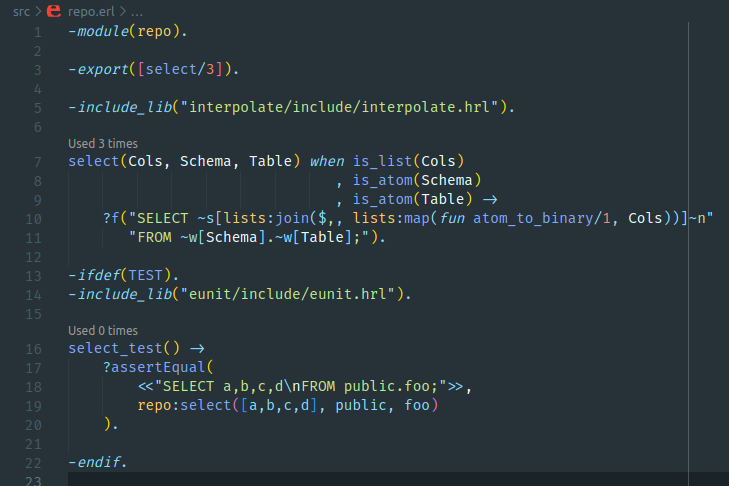 src > repo.erl > ...
1 -module(repo).
2
3 -export([select/3]).
4
5 -include_lib("interpolate/include/interpolate.hrl").
6
Used 3 times
7 select(Cols, Schema, Table) when is_list(Cols)
8 , is_atom(Schema)
9 , is_atom(Table) ->
10 ?f("SELECT ~s[lists:join($,, lists:map(fun atom_to_binary/1, Cols))]~n"
11 "FROM ~w[Schema].~w[Table];").
12
13 -ifdef(TEST).
14 -include_lib("eunit/include/eunit.hrl").
15
Used 0 times
16 select_test() ->
17 ?assertEqual(
18 <<"SELECT a,b,c,d\nFROM public.foo;">>,
19 repo:select([a,b,c,d], public, foo)
20 ).
21
22 -endif.
23